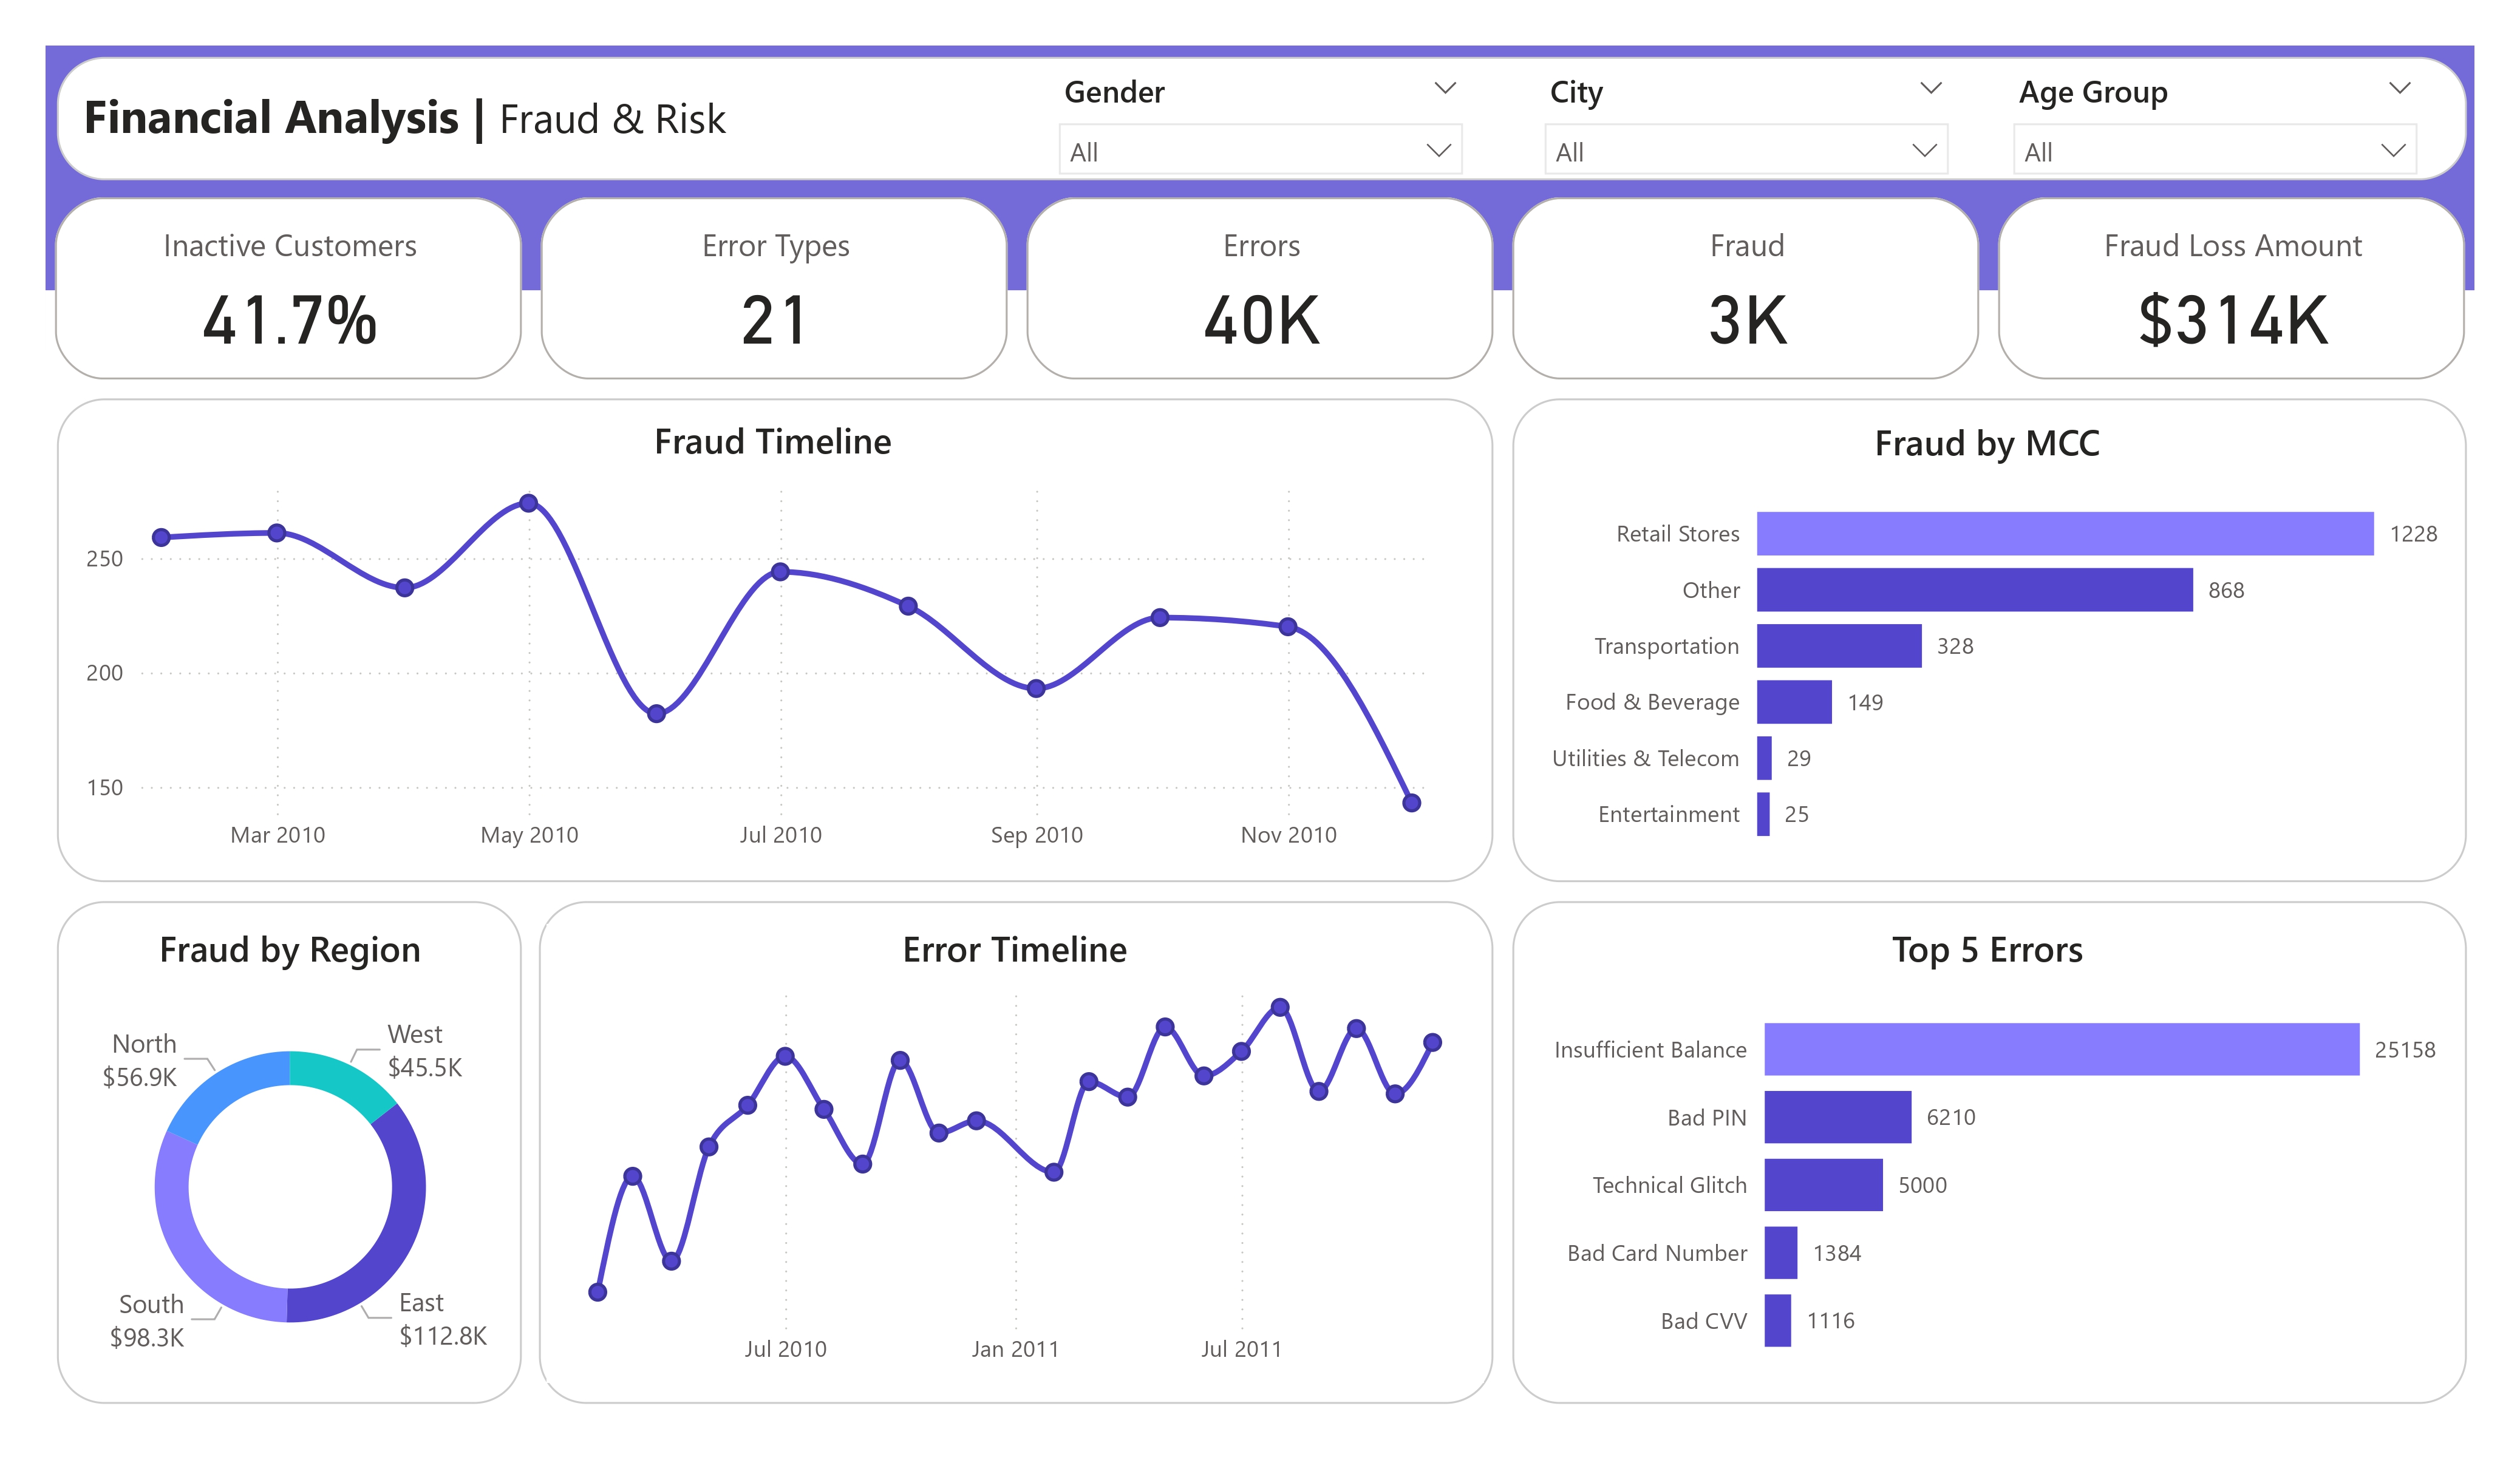 Financial Analysis | Fraud & Risk
Gender
All
City
All
Age Group
All
Inactive Customers
41.7%
Error Types
21
Errors
40K
Fraud
3K
Fraud Loss Amount
$314K
Fraud Timeline
250
200
150
Mar 2010
May 2010
Jul 2010
Sep 2010
Nov 2010
Fraud by MCC
Retail Stores 1228
Other 868
Transportation 328
Food & Beverage 149
Utilities & Telecom 29
Entertainment 25
Fraud by Region
North
$56.9K
West
$45.5K
South
$98.3K
East
$112.8K
Error Timeline
Jul 2010
Jan 2011
Jul 2011
Top 5 Errors
Insufficient Balance 25158
Bad PIN 6210
Technical Glitch 5000
Bad Card Number 1384
Bad CVV 1116